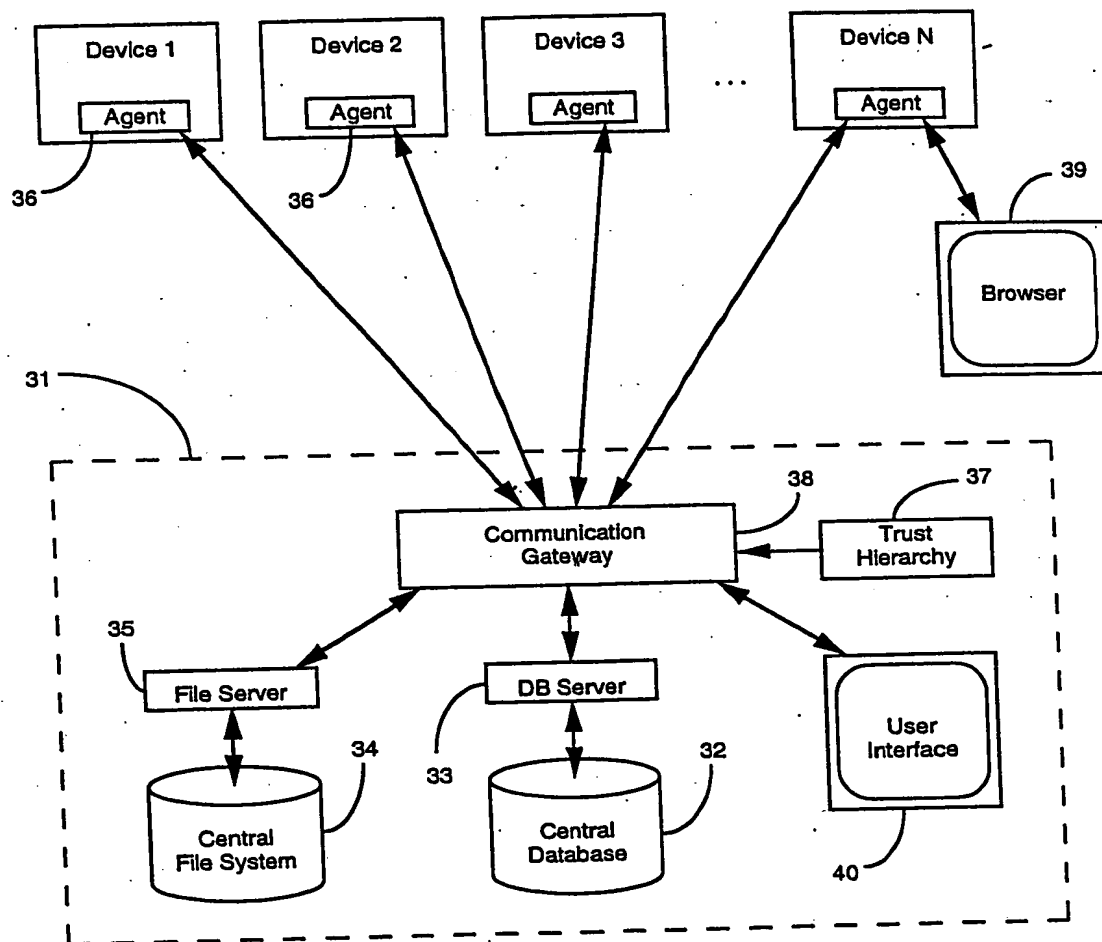 Device 1
Device 2
Device 3
...
Device N
Agent
Agent
Agent
Agent
36
36
39
Browser
31
38
37
Communication
Gateway
Trust
Hierarchy
35
File Server
DB Server
33
User
Interface
34
32
Central
File System
Central
Database
40